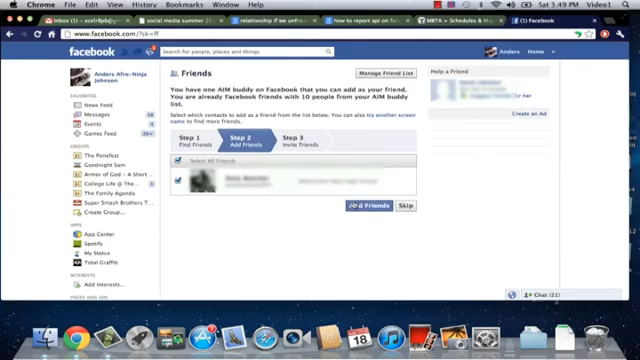 Chrome File Edit View History Bookmarks Window Help
Sat 3:49 PM Video1
social media summer 20
relationship if we unfrien
how to report api on fa
MBTA > Schedules & M
(1) Facebook
www.facebook.com/?sk=ff
facebook
Search for people, places and things
Anders Home
Anders Afro-Ninja
Johnson
FAVORITES
News Feed
Messages
Events 4
Games Feed 20+
GROUPS
The Ponefest
Goodnight Sam
Armor of God - A Short ...
College Life @ The...
The Family Agenda
Super Smash Brothers T...
Create Group...
APPS
App Center
Spotify
My Status
Total Graffiti
INTERESTS
Add Interests...
PAGES AND ADS
Friends
Manage Friend List
You have one AIM buddy on Facebook that you can add as your friend.
You are already Facebook friends with 10 people from your AIM buddy
list.
Select which contacts to add as a friend from the list below. You can also try another screen
name to find more friends.
Step 1
Find Friends
Step 2
Add Friends
Step 3
Invite Friends
Select All Friends
Add Friends
Skip
Help a Friend
Create an Ad
Chat (21)
18